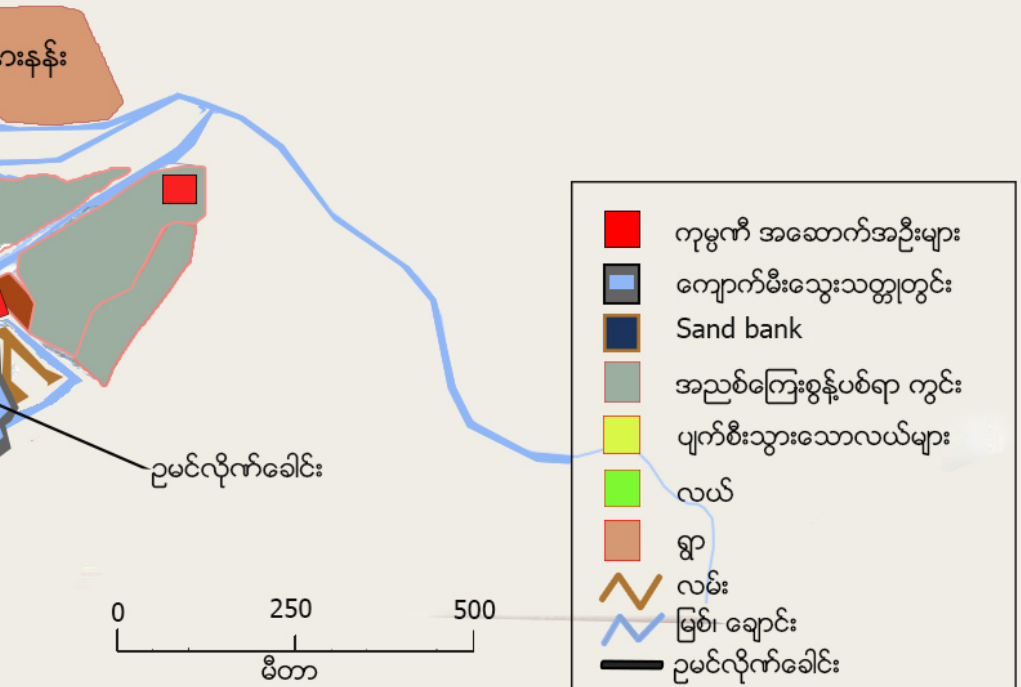 ကုမ္ပဏီ အဆောက်အဦးများ
ကျောက်မီးသွေးသတ္တုတွင်း
Sand bank
အညစ်ကြေးစွန့်ပစ်ရာ ကွင်း
ပျက်စီးသွားသောလယ်များ
လယ်
ရွာ
လမ်း
မြစ်၊ ချောင်း
ဥမင်လိုဏ်ခေါင်း
ဥမင်လိုဏ်ခေါင်း
0 250 500
မီတာ